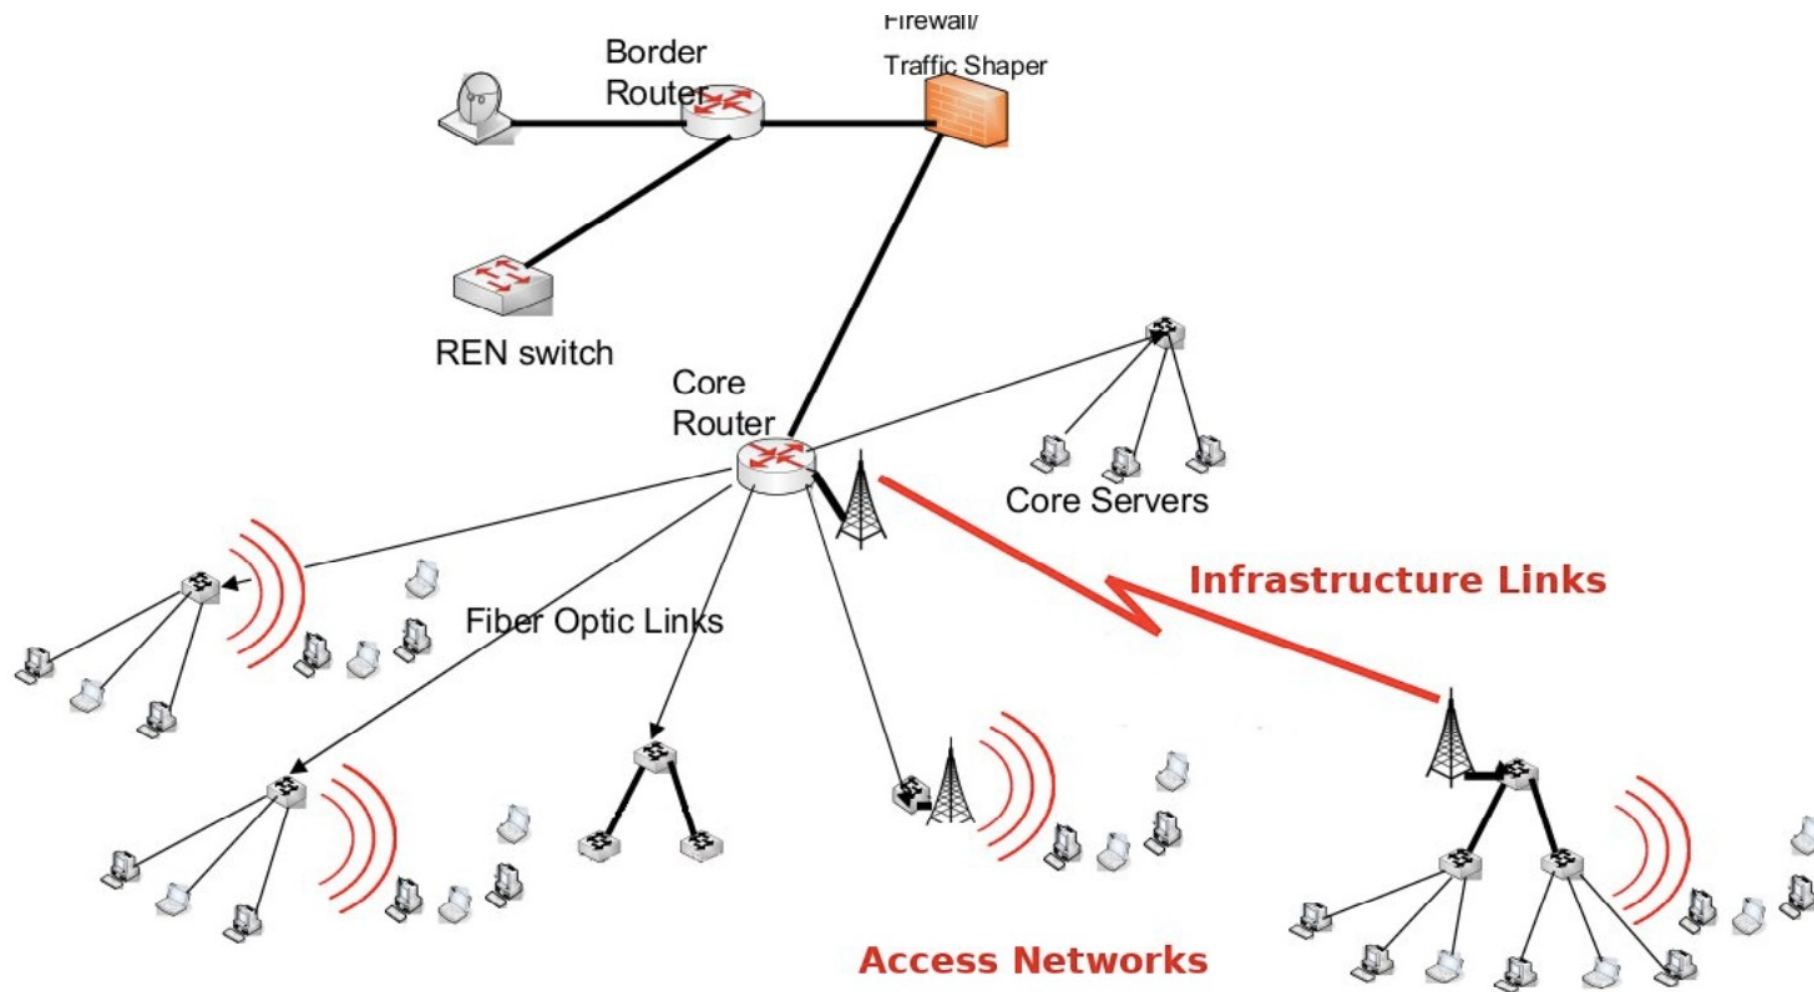 Firewall/
Traffic Shaper
Border
Router
REN switch
Core
Router
Core Servers
Infrastructure Links
Fiber Optic Links
Access Networks